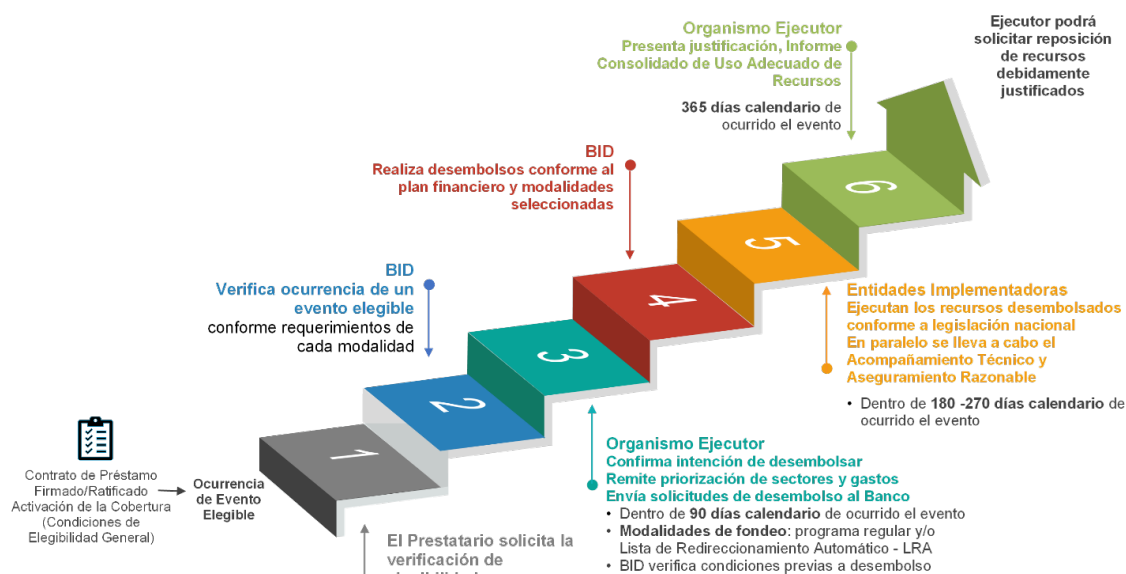 Contrato de Préstamo
Firmado/Ratificado
Activación de la Cobertura
(Condiciones de
Elegibilidad General)
Ocurrencia
de Evento
Elegible
1
El Prestatario solicita la
verificación de
2
BID
Verifica ocurrencia de un
evento elegible
conforme requerimientos de
cada modalidad
3
Organismo Ejecutor
Confirma intención de desembolsar
Remite priorización de sectores y gastos
Envía solicitudes de desembolso al Banco
• Dentro de 90 días calendario de ocurrido el evento
• Modalidades de fondeo: programa regular y/o
Lista de Redireccionamiento Automático - LRA
• BID verifica condiciones previas a desembolso
4
BID
Realiza desembolsos conforme al
plan financiero y modalidades
seleccionadas
5
Entidades Implementadoras
Ejecutan los recursos desembolsados
conforme a legislación nacional
En paralelo se lleva a cabo el
Acompañamiento Técnico y
Aseguramiento Razonable
• Dentro de 180 -270 días calendario de
ocurrido el evento
6
Organismo Ejecutor
Presenta justificación, Informe
Consolidado de Uso Adecuado de
Recursos
365 días calendario de
ocurrido el evento
Ejecutor podrá
solicitar reposición
de recursos
debidamente
justificados